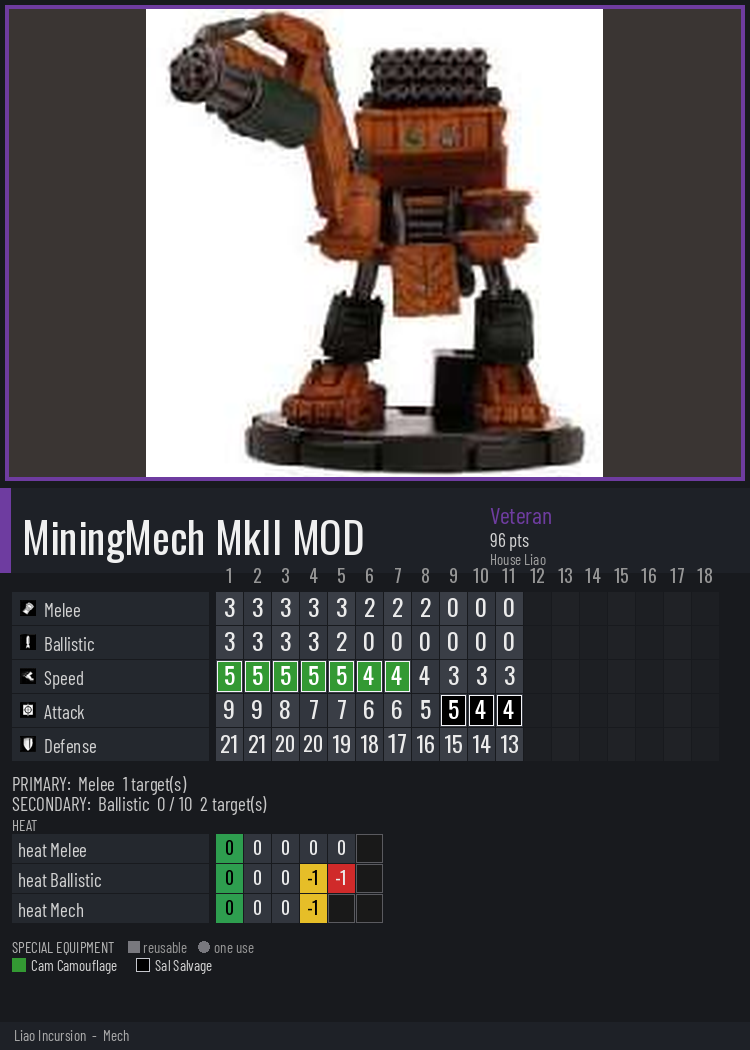 MiningMech MkII MOD
Veteran
96 pts
House Liao
1 2 3 4 5 6 7 8 9 10 11 12 13 14 15 16 17 18
Melee 3 3 3 3 3 2 2 2 0 0 0
Ballistic 3 3 3 3 2 0 0 0 0 0 0
Speed 5 5 5 5 5 4 4 4 3 3 3
Attack 9 9 8 7 7 6 6 5 5 4 4
Defense 21 21 20 20 19 18 17 16 15 14 13
PRIMARY: Melee 1 target(s)
SECONDARY: Ballistic 0 / 10 2 target(s)
HEAT
heat Melee 0 0 0 0 0
heat Ballistic 0 0 0 -1 -1
heat Mech 0 0 0 -1
SPECIAL EQUIPMENT reusable one use
Cam Camouflage Sal Salvage
Liao Incursion - Mech